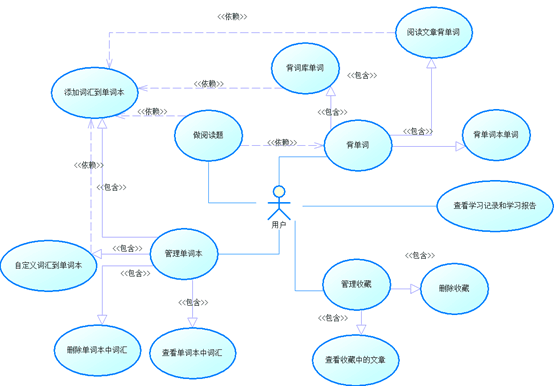 <<依赖>>
阅读文章背单词
背词库单词
<<依赖>>
<<包含>>
添加词汇到单词本
<<依赖>>
<<包含>>
<<包含>>
做阅读题
背单词
背单词本单词
<<依赖>>
<<依赖>>
<<包含>>
查看学习记录和学习报告
用户
<<包含>>
管理单词本
<<包含>>
自定义词汇到单词本
<<包含>>
管理收藏
删除收藏
<<包含>>
<<包含>>
删除单词本中词汇
查看单词本中词汇
查看收藏中的文章